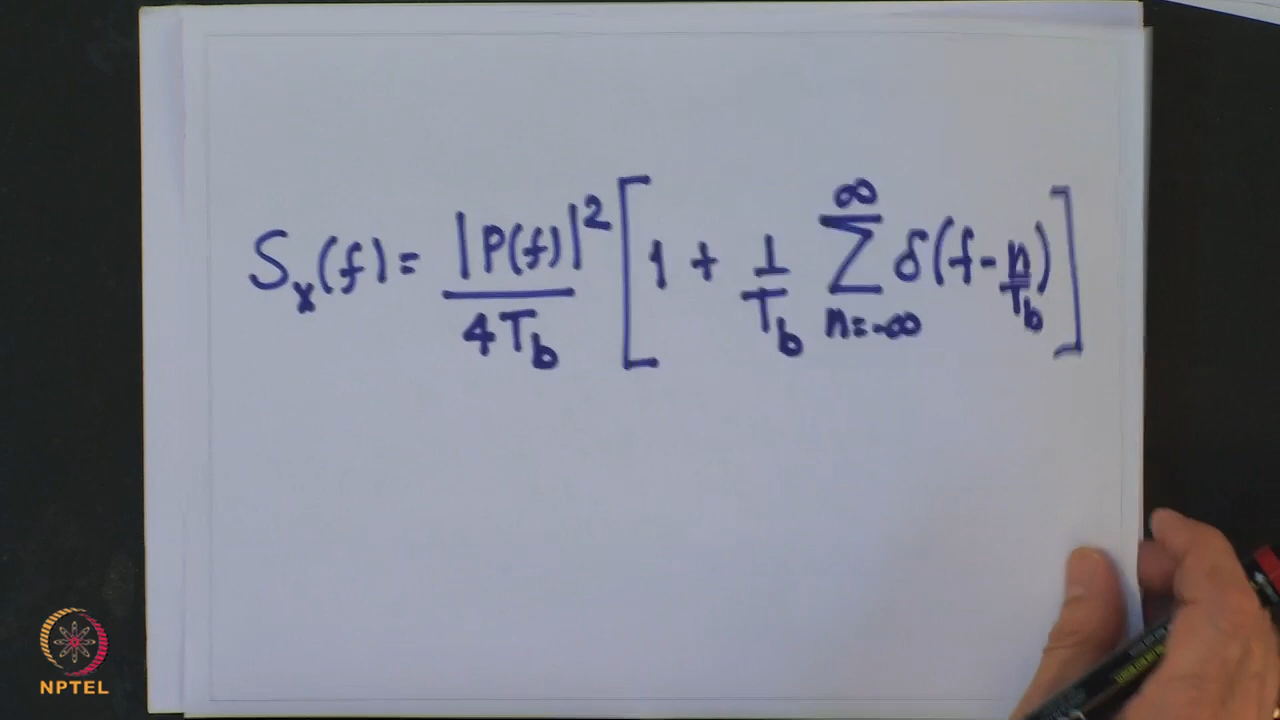 S_x(f) = |P(f)|^2 / 4T_b [ 1 + 1/T_b ∑_{n=-∞}^{∞} δ(f - n/T_b) ]
NPTEL